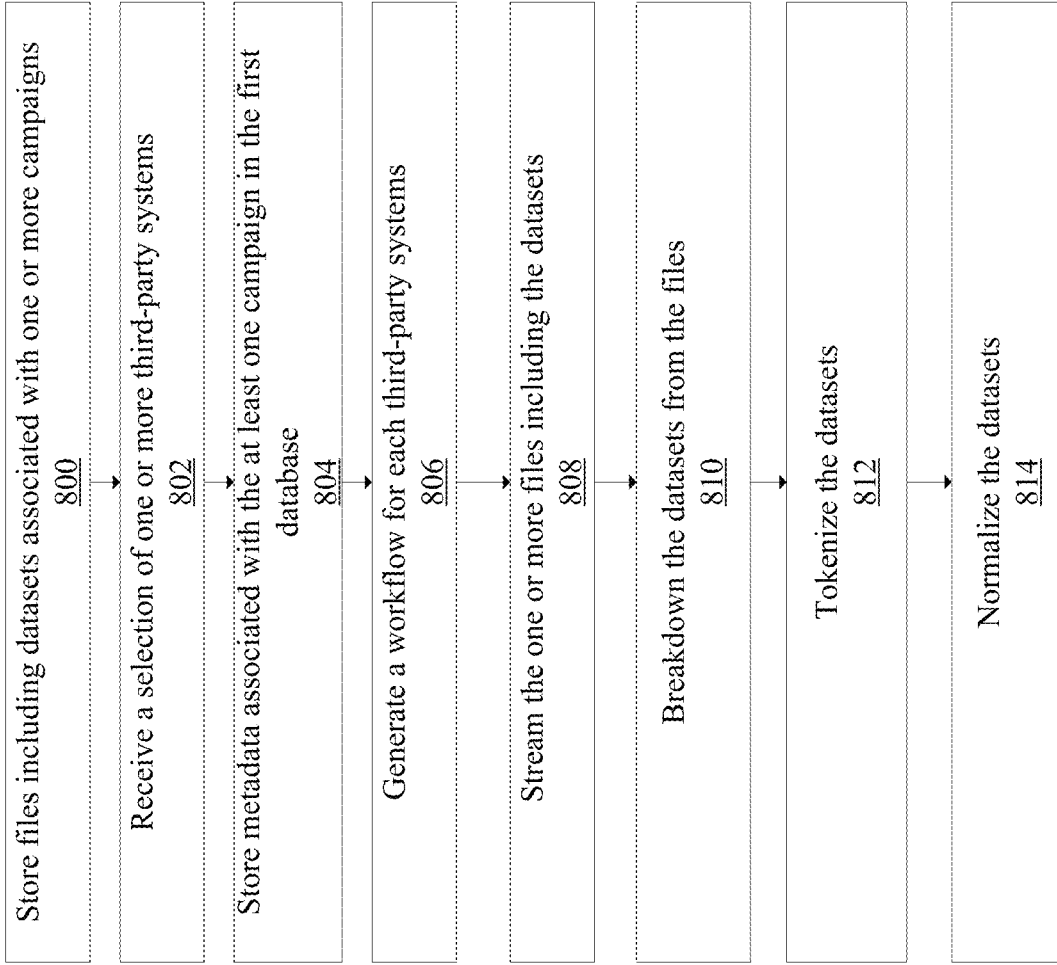 Store files including datasets associated with one or more campaigns
800
Receive a selection of one or more third-party systems
802
Store metadata associated with the at least one campaign in the first
database
804
Generate a workflow for each third-party systems
806
Stream the one or more files including the datasets
808
Breakdown the datasets from the files
810
Tokenize the datasets
812
Normalize the datasets
814